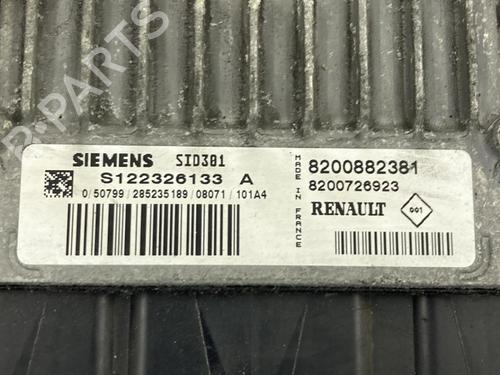 B-PARTS
SIEMENS SID301
S122326133 A
0/50799/285235189/08071/101A4
MADE IN FRANCE
8200882381
8200726923
RENAULT 001